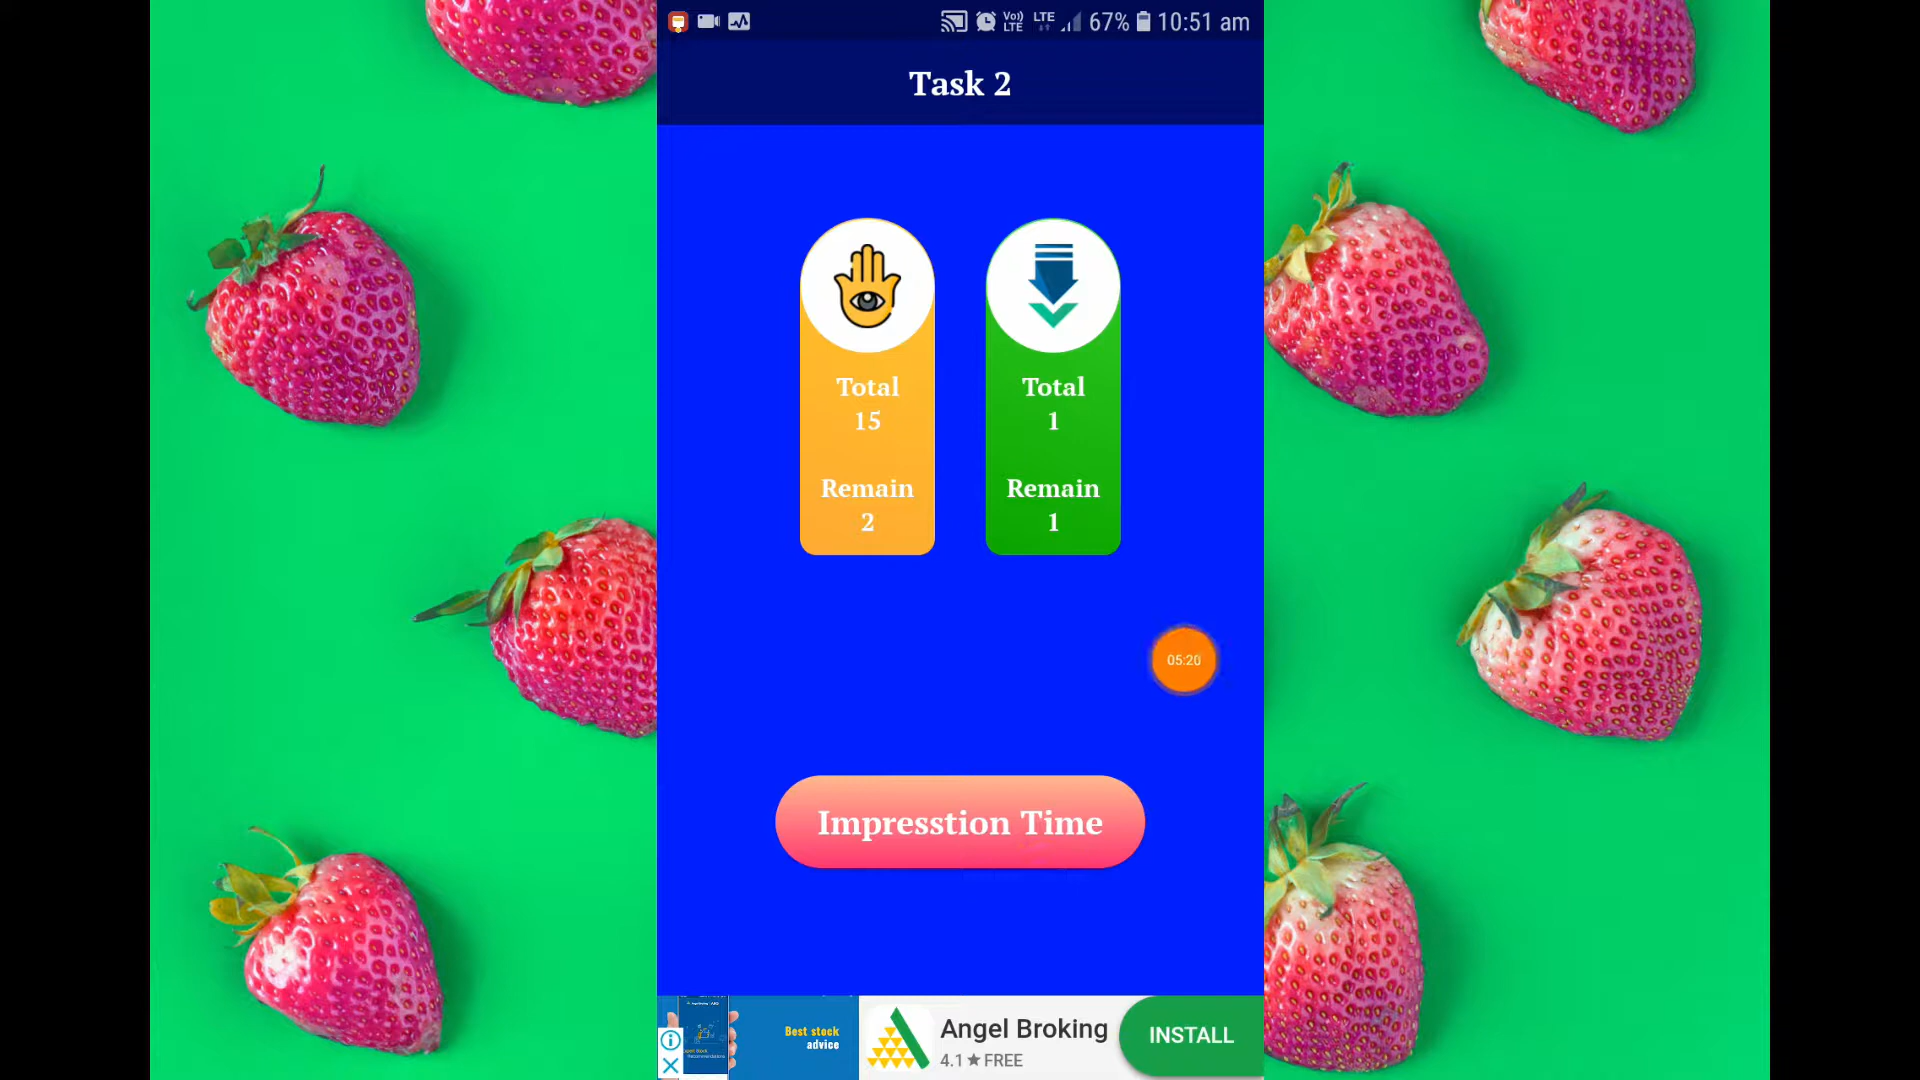 Vo)) LTE LTE 67% 10:51 am
Task 2
Total
15
Remain
2
Total
1
Remain
1
05:20
Impresstion Time
Best stock
advice
Angel Broking
4.1 ★ FREE
INSTALL